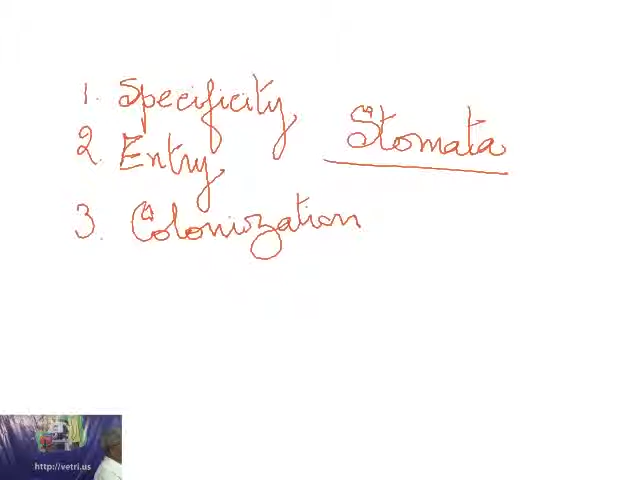 1. Specificity
2. Entry
Stomata
3. Colonization
http://vetri.us